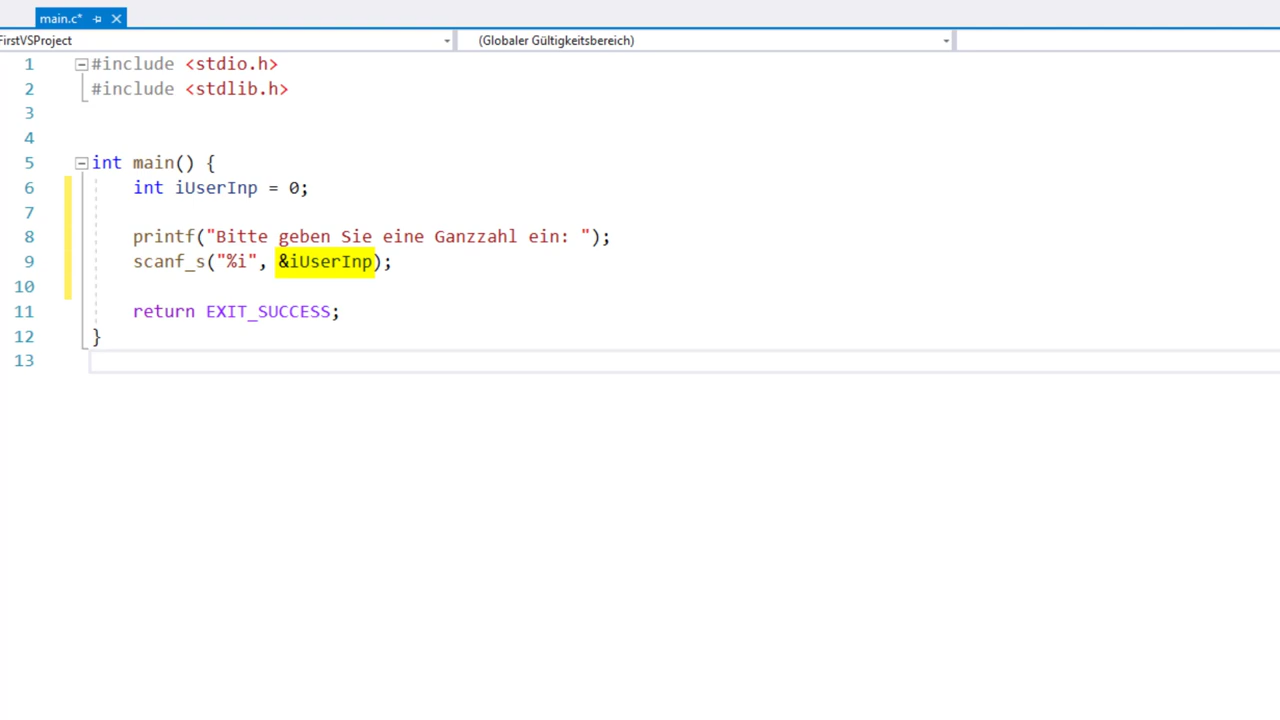 main.c*
FirstVSProject
(Globaler Gültigkeitsbereich)
1 #include <stdio.h>
2 #include <stdlib.h>
3
4
5 int main() {
6 int iUserInp = 0;
7
8 printf("Bitte geben Sie eine Ganzzahl ein: ");
9 scanf_s("%i", &iUserInp);
10
11 return EXIT_SUCCESS;
12 }
13